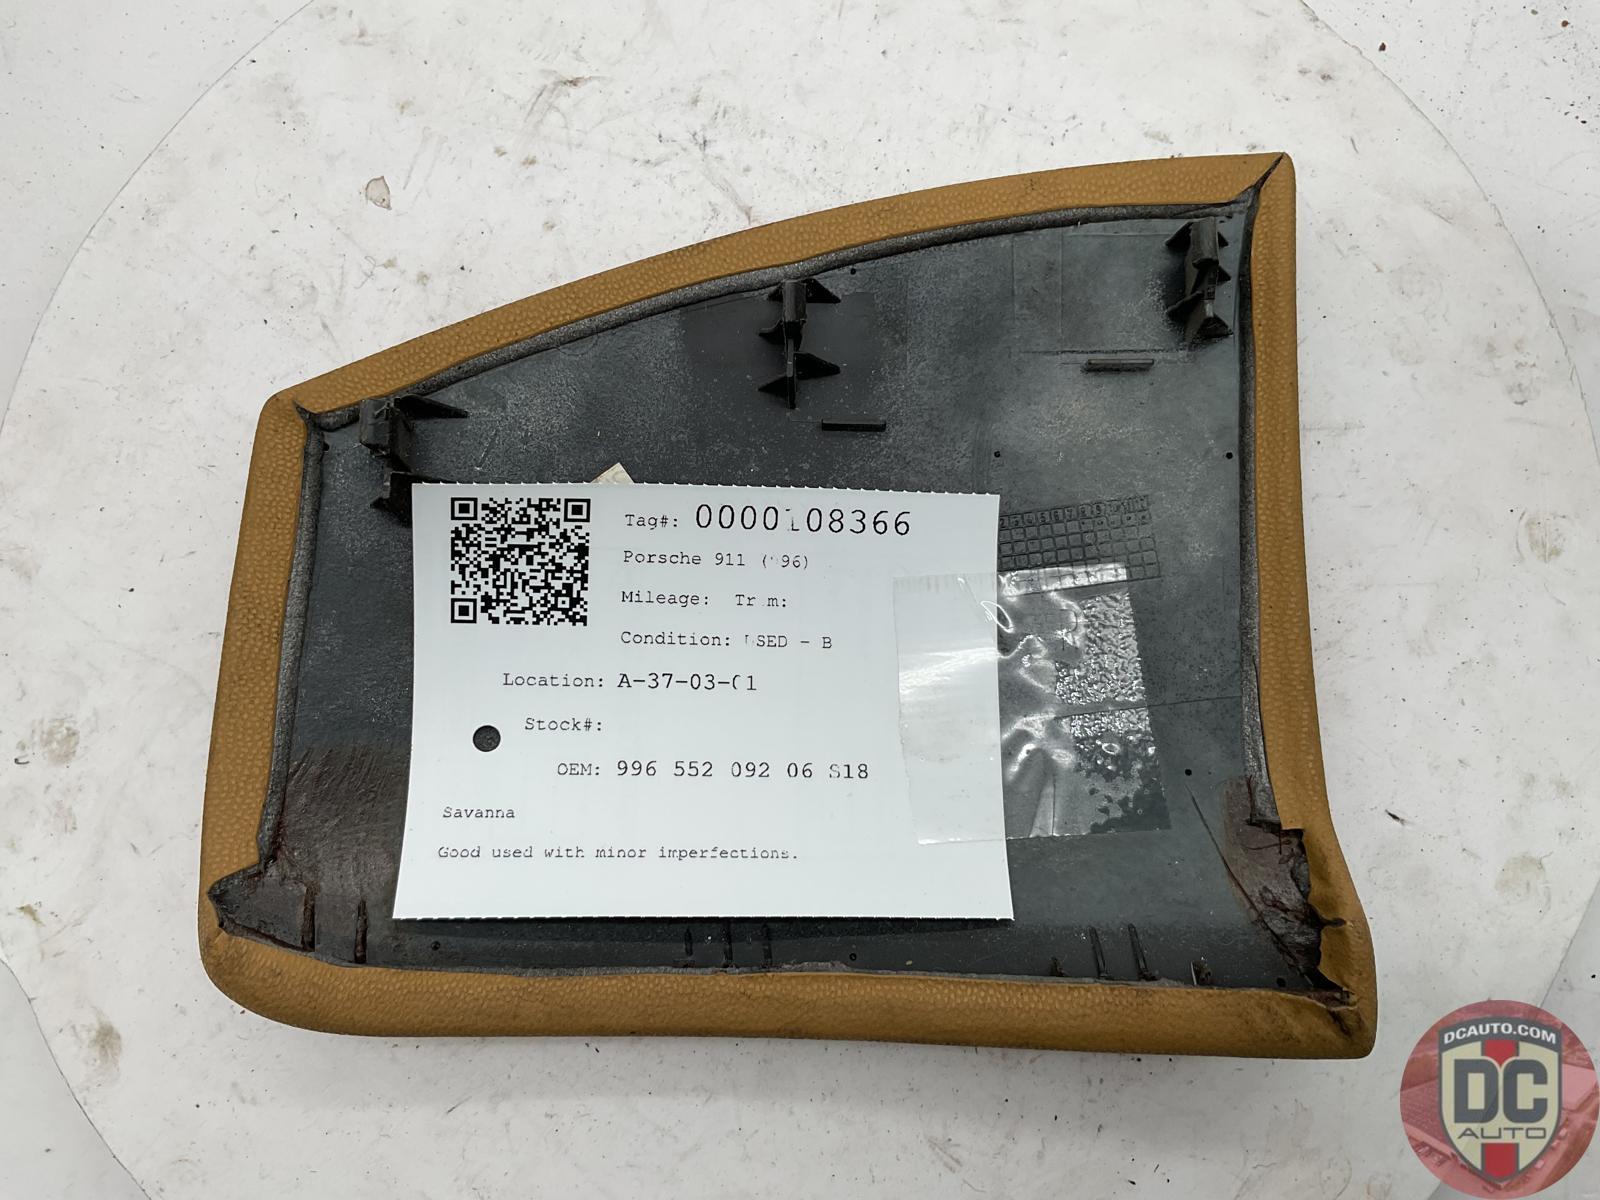 Tag#: 0000108366
Porsche 911 (996)
Mileage: Trim:
Condition: USED - B
Location: A-37-03-01
Stock#:
OEM: 996 552 092 06 S18
Savanna
Good used with minor imperfections.
DCAUTO.COM
DC
AUTO